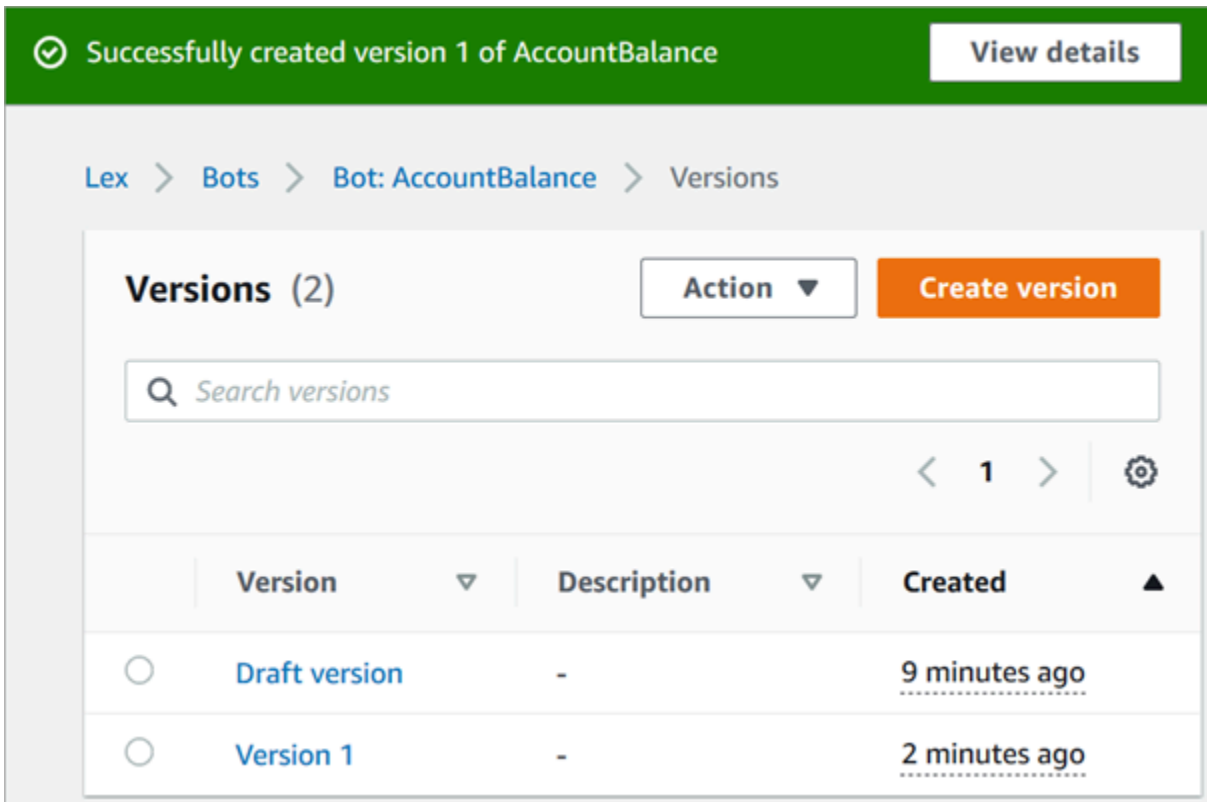 Successfully created version 1 of AccountBalance View details
Lex > Bots > Bot: AccountBalance > Versions
Versions (2) Action ▼ Create version
Search versions
< 1 >
Version Description Created
Draft version - 9 minutes ago
Version 1 - 2 minutes ago